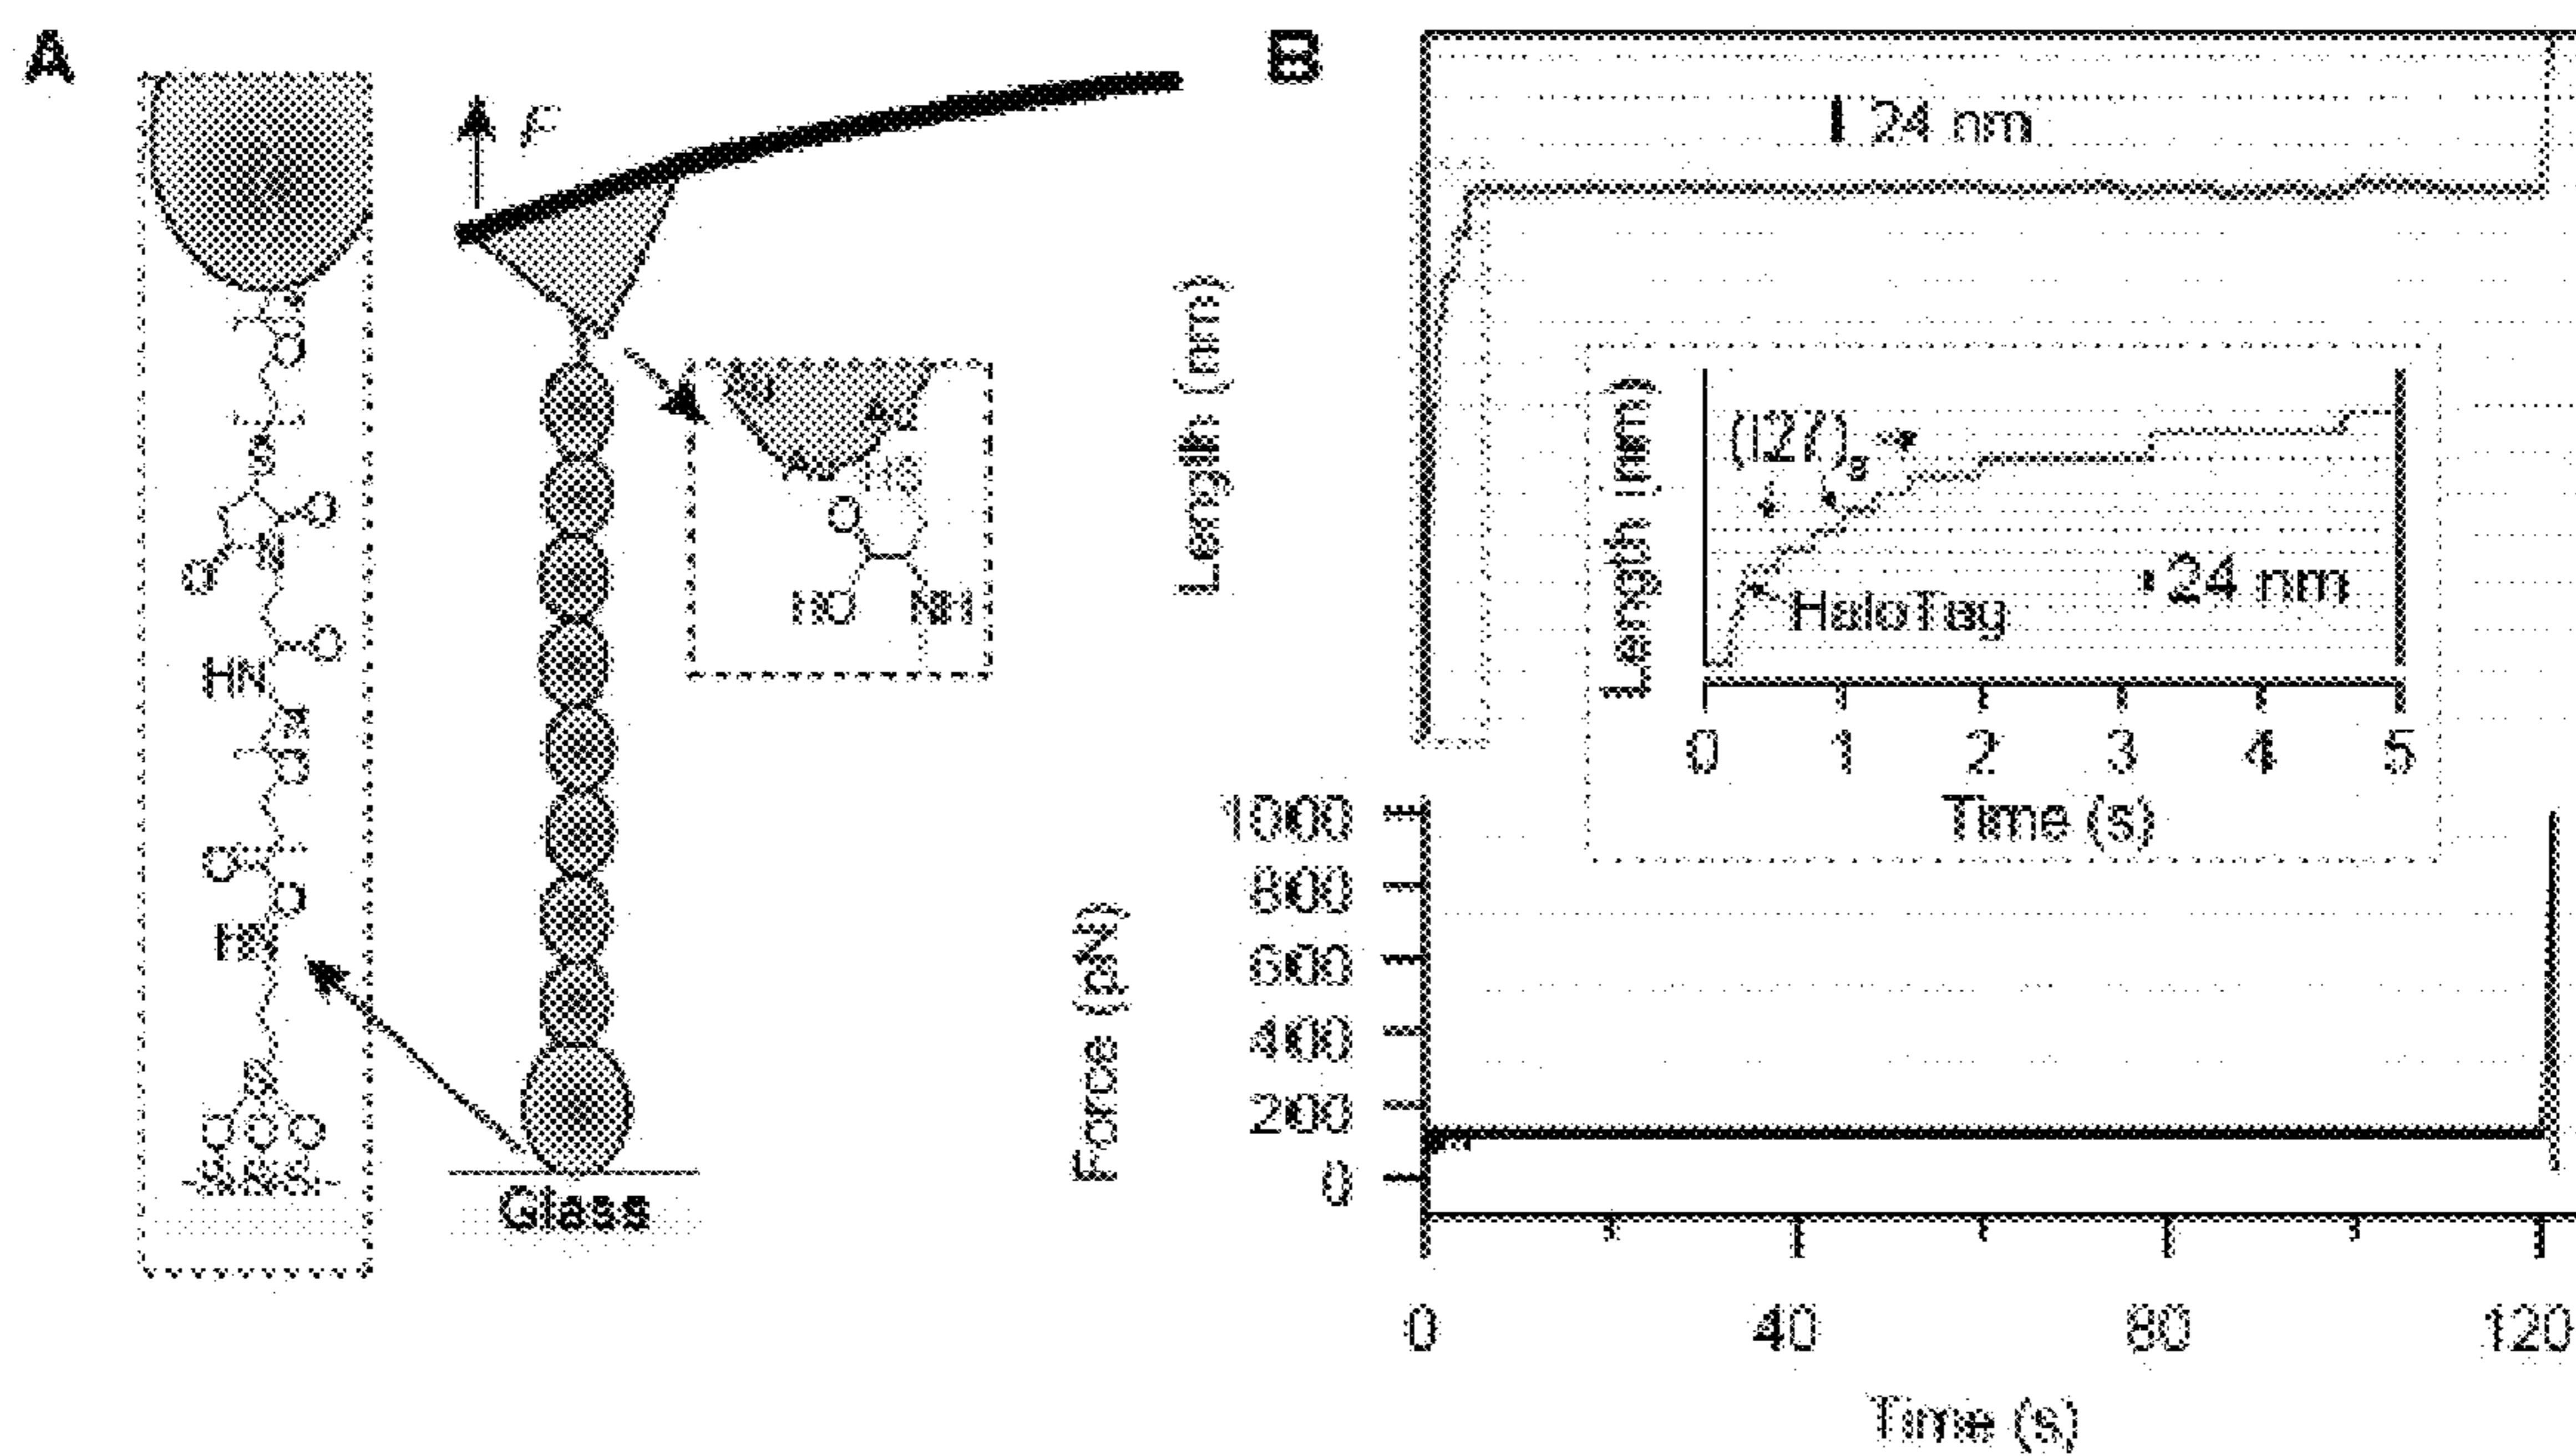 A
F
O
S
O
O
O
HN
O
O
O
O O O
Glass
Au
O
HO NH
B
Length (nm)
24 nm
Length (nm)
(I27)8
HaloTag
24 nm
0 1 2 3 4 5
Time (s)
Force (pN)
1000
800
600
400
200
0
0 40 80 120
Time (s)